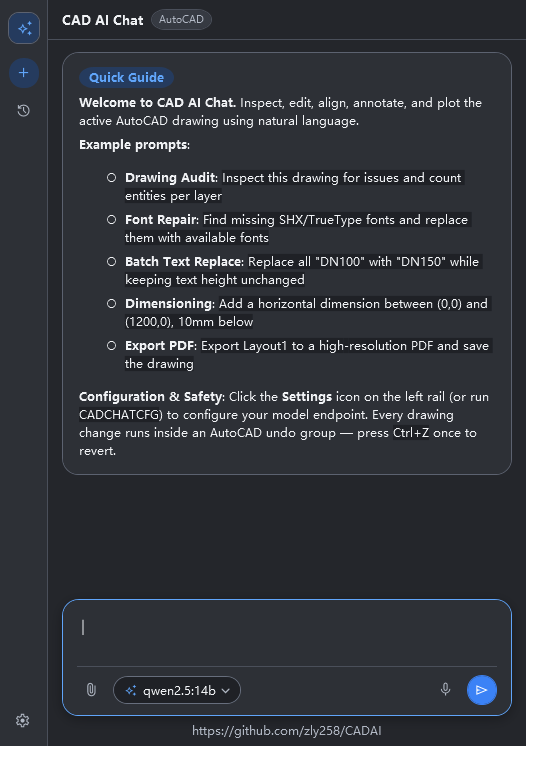 CAD AI Chat AutoCAD
Quick Guide
Welcome to CAD AI Chat. Inspect, edit, align, annotate, and plot the
active AutoCAD drawing using natural language.
Example prompts:
Drawing Audit: Inspect this drawing for issues and count
entities per layer
Font Repair: Find missing SHX/TrueType fonts and replace
them with available fonts
Batch Text Replace: Replace all "DN100" with "DN150" while
keeping text height unchanged
Dimensioning: Add a horizontal dimension between (0,0) and
(1200,0), 10mm below
Export PDF: Export Layout1 to a high-resolution PDF and save
the drawing
Configuration & Safety: Click the Settings icon on the left rail (or run
CADCHATCFG) to configure your model endpoint. Every drawing
change runs inside an AutoCAD undo group — press Ctrl+Z once to
revert.
qwen2.5:14b
https://github.com/zly258/CADAI